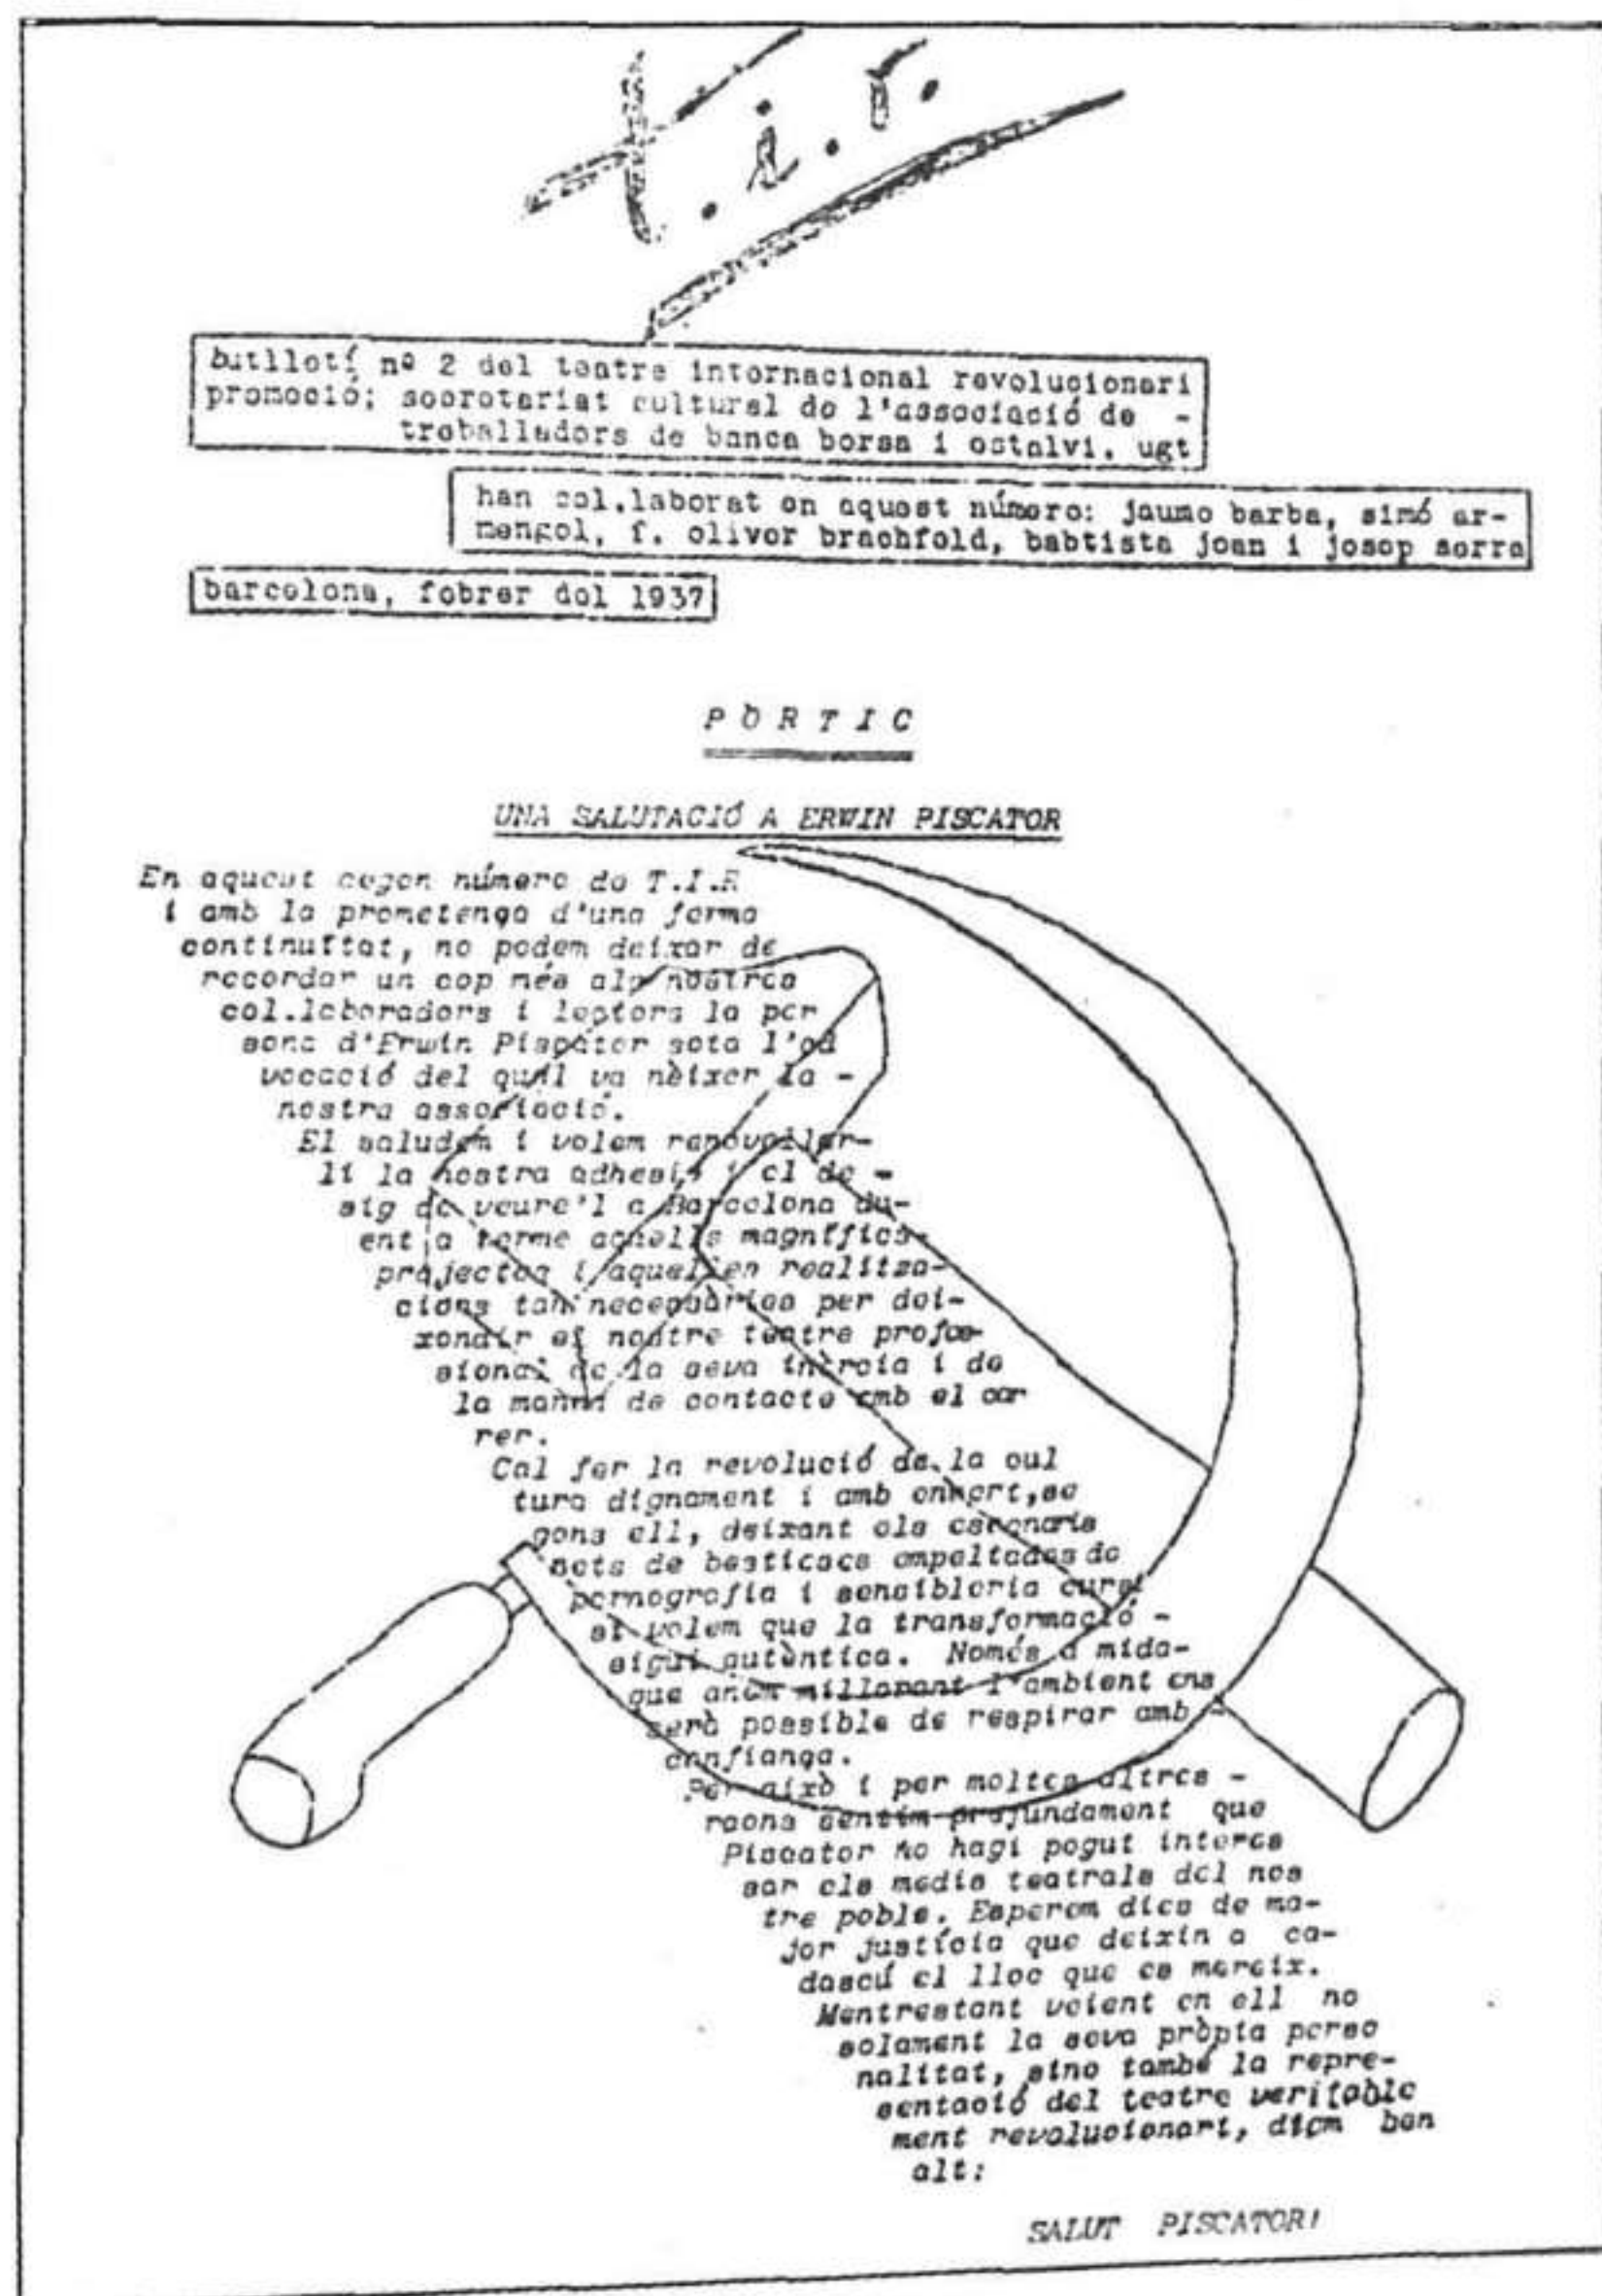 t.i.r.
butlletí nº 2 del teatre internacional revolucionari
promoció; secretariat cultural de l'associació de -
treballadors de banca borsa i estalvi. ugt
han col.laborat en aquest número: jaume barba, simó ar-
mengol, f. oliver brachfeld, babtista joan i josep serra
barcelona, febrer del 1937
PÒRTIC
UNA SALUTACIÓ A ERWIN PISCATOR
En aquest segon número de T.I.R
i amb la prometença d'una ferma
continuïtat, no podem deixar de
recordar un cop més als nostres
col.laboradors i lectors la per
sona d'Erwin Piscator sota l'ad
vocació del qual va nèixer la -
nostra associació.
El saludem i volem renovellar-
li la nostra adhesió i el de -
sig de veure'l a Barcelona du-
ent a terme aquells magnífics
projectes i aquelles realitza-
cions tan necessàries per dei-
xondir el nostre teatre profes-
sional de la seva inèrcia i de
la manca de contacte amb el car
rer.
Cal fer la revolució de la cul
tura dignament i amb encert, se
gons ell, deixant els escenaris
nets de bestieses empeltades de
pornografia i sensibleria cursi
si volem que la transformació -
sigui autèntica. Només a mida-
que anem millorant l'ambient ens
serà possible de respirar amb -
confiança.
Per això i per moltes altres -
raons sentim profundament que
Piscator no hagi pogut interes
sar els medis teatrals del nos
tre poble. Esperem dies de ma-
jor justícia que deixin a ca-
dascú el lloc que es mereix.
Mentrestant veient en ell no
solament la seva pròpia perso
nalitat, sino també la repre-
sentació del teatre veritable
ment revolucionari, diem ben
alt:
SALUT PISCATOR!